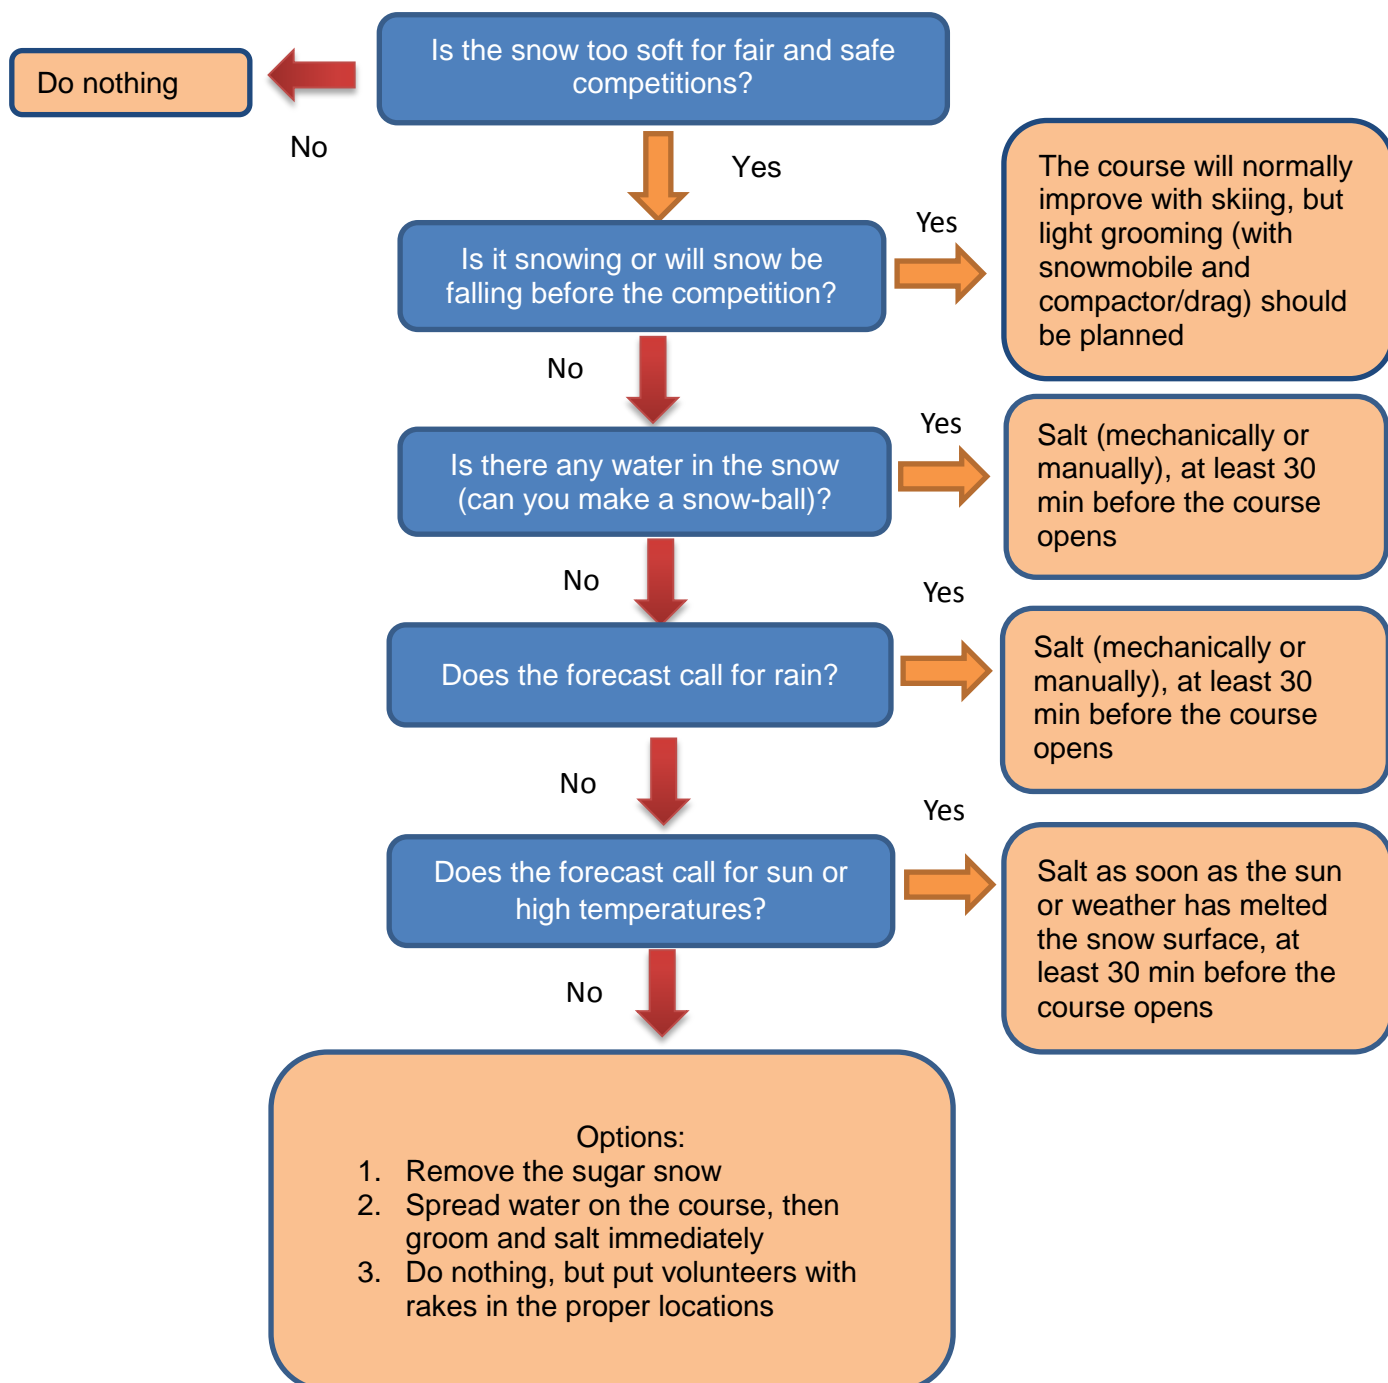 Is the snow too soft for fair and safe
competitions?
Do nothing
No
Yes
The course will normally
improve with skiing, but
light grooming (with
snowmobile and
compactor/drag) should
be planned
Yes
Is it snowing or will snow be
falling before the competition?
No
Yes
Salt (mechanically or
manually), at least 30
min before the course
opens
Is there any water in the snow
(can you make a snow-ball)?
No
Yes
Salt (mechanically or
manually), at least 30
min before the course
opens
Does the forecast call for rain?
No
Yes
Salt as soon as the sun
or weather has melted
the snow surface, at
least 30 min before the
course opens
Does the forecast call for sun or
high temperatures?
No
Options:
1. Remove the sugar snow
2. Spread water on the course, then
groom and salt immediately
3. Do nothing, but put volunteers with
rakes in the proper locations